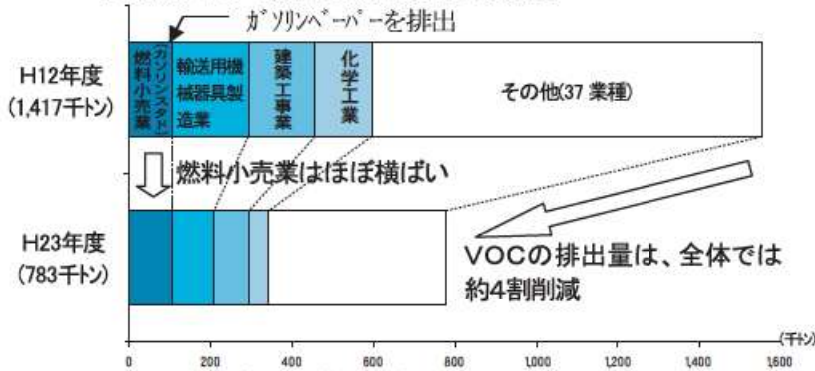 ガソリンベーパーを排出
H12年度
(1,417千トン)
燃料小売業
(ガソリンスタンド)
輸送用機
械器具製
造業
建築工事業
化学工業
その他(37 業種)
燃料小売業はほぼ横ばい
H23年度
(783千トン)
VOCの排出量は、全体では
約4割削減
(千トン)
0 200 400 600 800 1,000 1,200 1,400 1,600